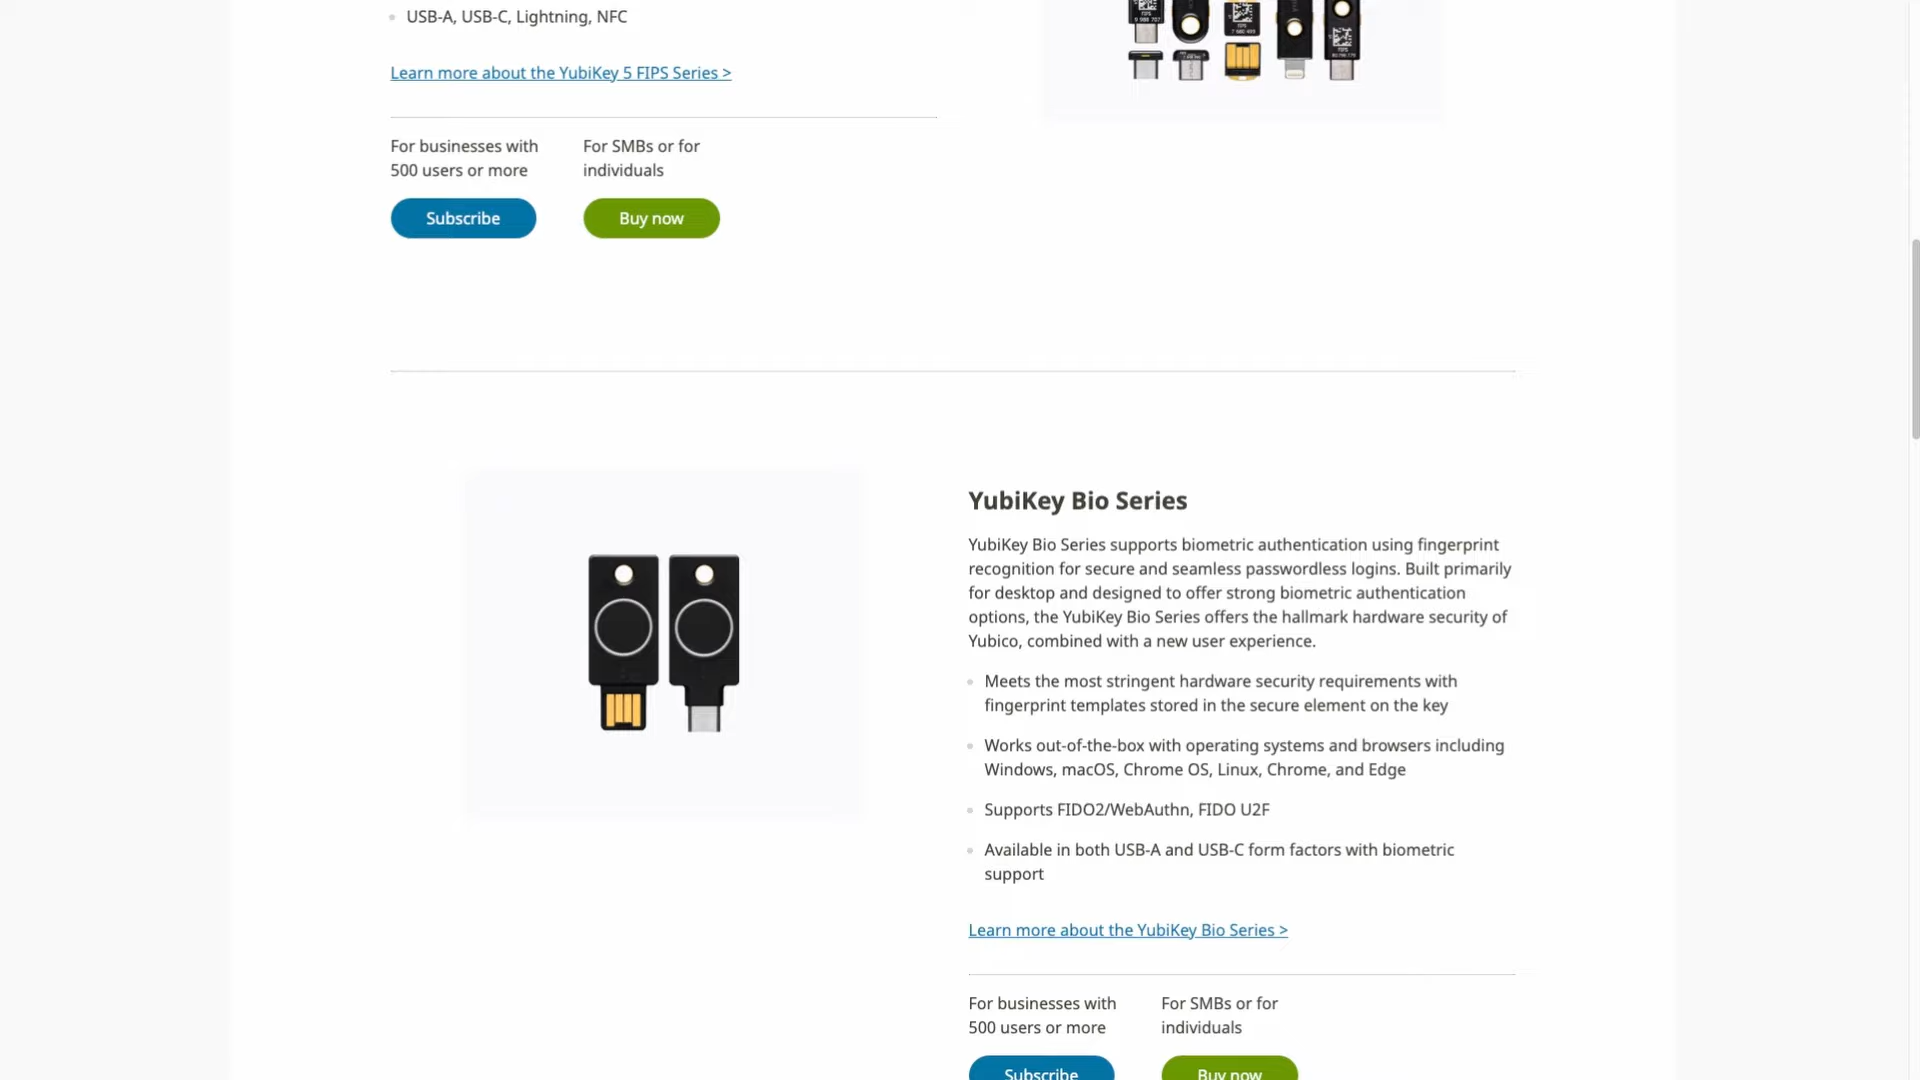 USB-A, USB-C, Lightning, NFC
Learn more about the YubiKey 5 FIPS Series >
For businesses with
500 users or more
Subscribe
For SMBs or for
individuals
Buy now
YubiKey Bio Series
YubiKey Bio Series supports biometric authentication using fingerprint
recognition for secure and seamless passwordless logins. Built primarily
for desktop and designed to offer strong biometric authentication
options, the YubiKey Bio Series offers the hallmark hardware security of
Yubico, combined with a new user experience.
Meets the most stringent hardware security requirements with
fingerprint templates stored in the secure element on the key
Works out-of-the-box with operating systems and browsers including
Windows, macOS, Chrome OS, Linux, Chrome, and Edge
Supports FIDO2/WebAuthn, FIDO U2F
Available in both USB-A and USB-C form factors with biometric
support
Learn more about the YubiKey Bio Series >
For businesses with
500 users or more
Subscribe
For SMBs or for
individuals
Buy now